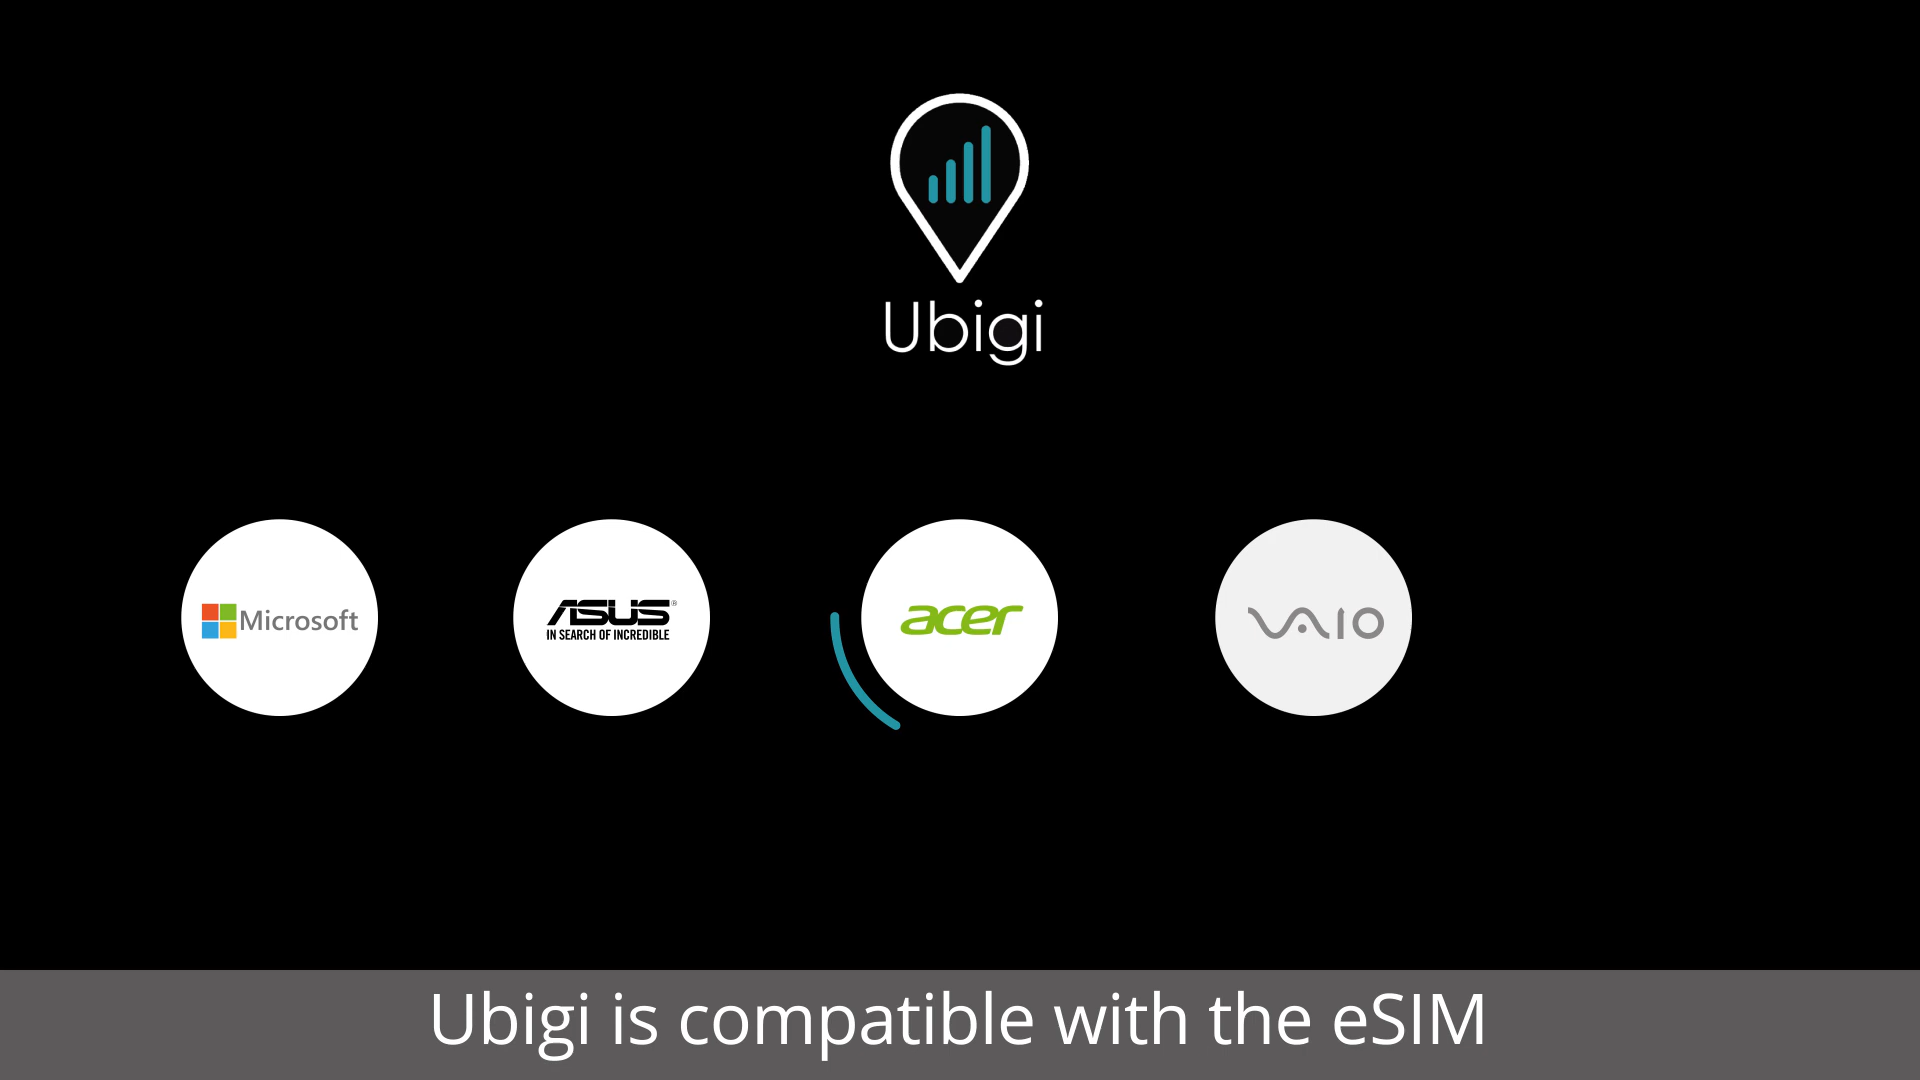 Ubigi
Microsoft
ASUS®
IN SEARCH OF INCREDIBLE
acer
VAIO
Ubigi is compatible with the eSIM